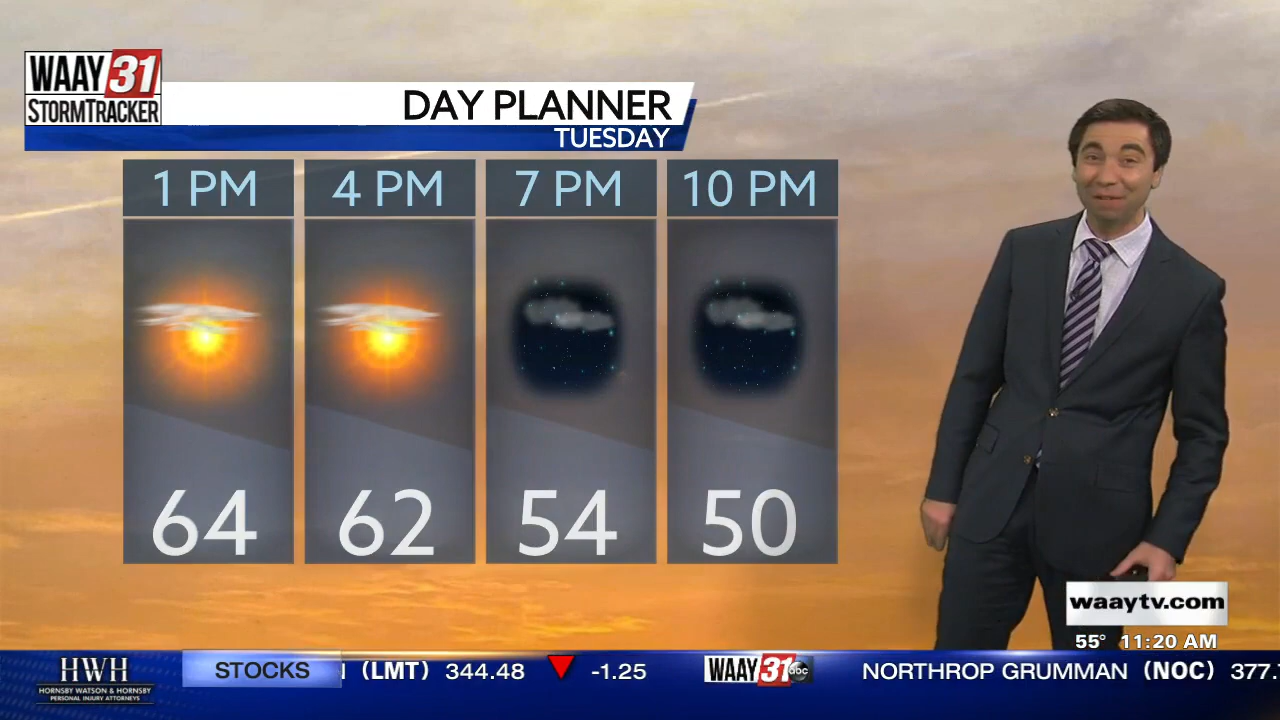 WAAY 31
STORMTRACKER
DAY PLANNER
TUESDAY
1 PM
4 PM
7 PM
10 PM
64
62
54
50
waaytv.com
55° 11:20 AM
HWH
HORNSBY WATSON & HORNSBY
PERSONAL INJURY ATTORNEYS
STOCKS
(LMT) 344.48 -1.25
WAAY 31 abc
NORTHROP GRUMMAN (NOC) 377.